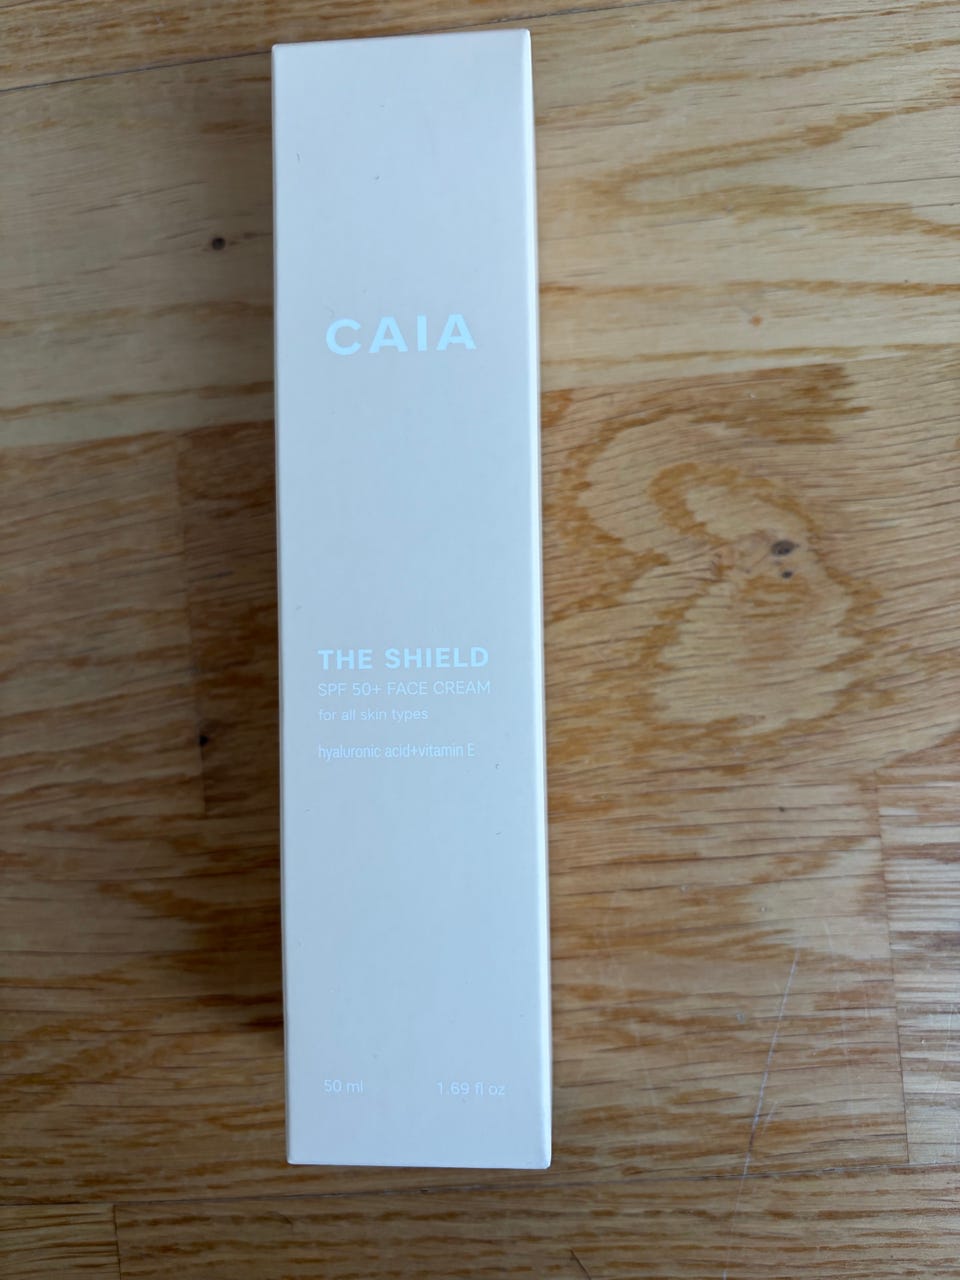 CAIA
THE SHIELD
SPF 50+ FACE CREAM
for all skin types
hyaluronic acid+vitamin E
50 ml 1.69 fl oz